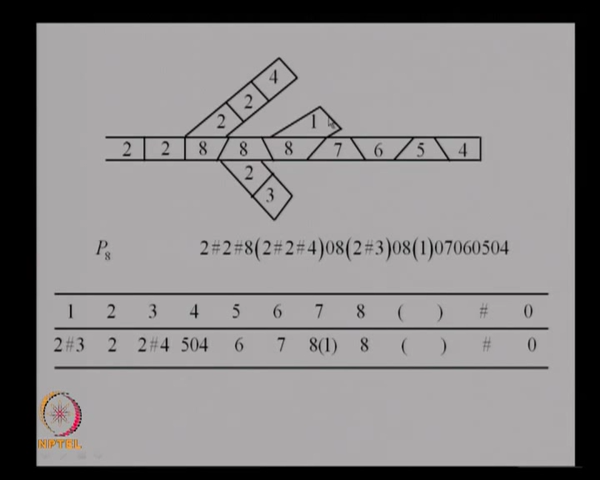 4
2
2
1
2 2 8 8 8 7 6 5 4
2
3
P8 2#2#8(2#2#4)08(2#3)08(1)07060504
1 2 3 4 5 6 7 8 ( ) # 0
2#3 2 2#4 504 6 7 8(1) 8 ( ) # 0
NPTEL